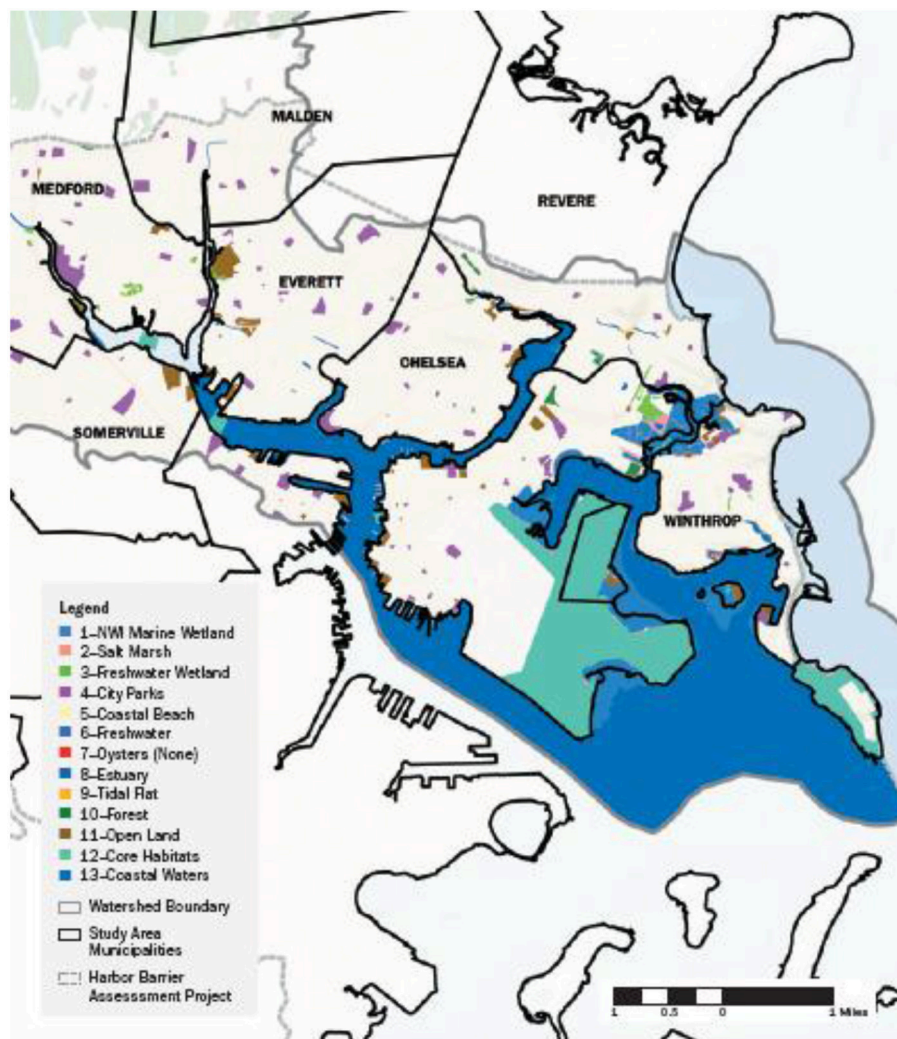 MALDEN
MEDFORD
REVERE
EVERETT
CHELSEA
SOMERVILLE
WINTHROP
Legend
1–NWI Marine Wetland
2–Salt Marsh
3–Freshwater Wetland
4–City Parks
5–Coastal Beach
6–Freshwater
7–Oysters (None)
8–Estuary
9–Tidal Flat
10–Forest
11–Open Land
12–Core Habitats
13–Coastal Waters
Watershed Boundary
Study Area
Municipalities
Harbor Barrier
Assesssment Project
1 0.5 0 1 Miles